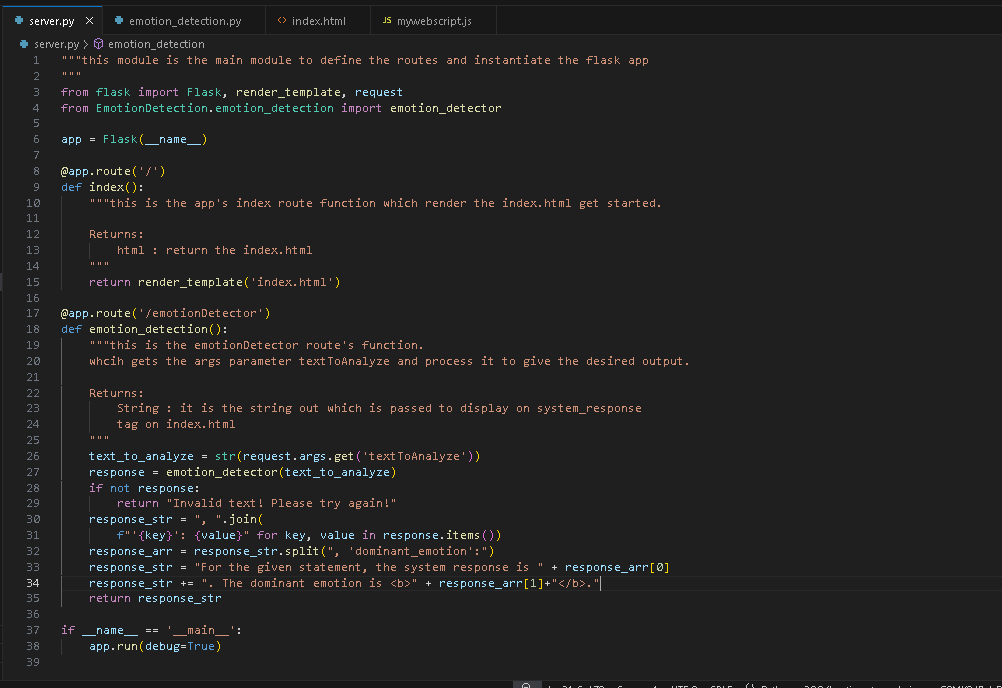 server.py × emotion_detection.py <> index.html JS mywebscript.js
server.py > emotion_detection
1 """this module is the main module to define the routes and instantiate the flask app
2 """
3 from flask import Flask, render_template, request
4 from EmotionDetection.emotion_detection import emotion_detector
5
6 app = Flask(__name__)
7
8 @app.route('/')
9 def index():
10 """this is the app's index route function which render the index.html get started.
11
12 Returns:
13 html : return the index.html
14 """
15 return render_template('index.html')
16
17 @app.route('/emotionDetector')
18 def emotion_detection():
19 """this is the emotionDetector route's function.
20 whcih gets the args parameter textToAnalyze and process it to give the desired output.
21
22 Returns:
23 String : it is the string out which is passed to display on system_response
24 tag on index.html
25 """
26 text_to_analyze = str(request.args.get('textToAnalyze'))
27 response = emotion_detector(text_to_analyze)
28 if not response:
29 return "Invalid text! Please try again!"
30 response_str = ", ".join(
31 f"'{key}': {value}" for key, value in response.items())
32 response_arr = response_str.split(", 'dominant_emotion':")
33 response_str = "For the given statement, the system response is " + response_arr[0]
34 response_str += ". The dominant emotion is <b>" + response_arr[1]+"</b>."
35 return response_str
36
37 if __name__ == '__main__':
38 app.run(debug=True)
39